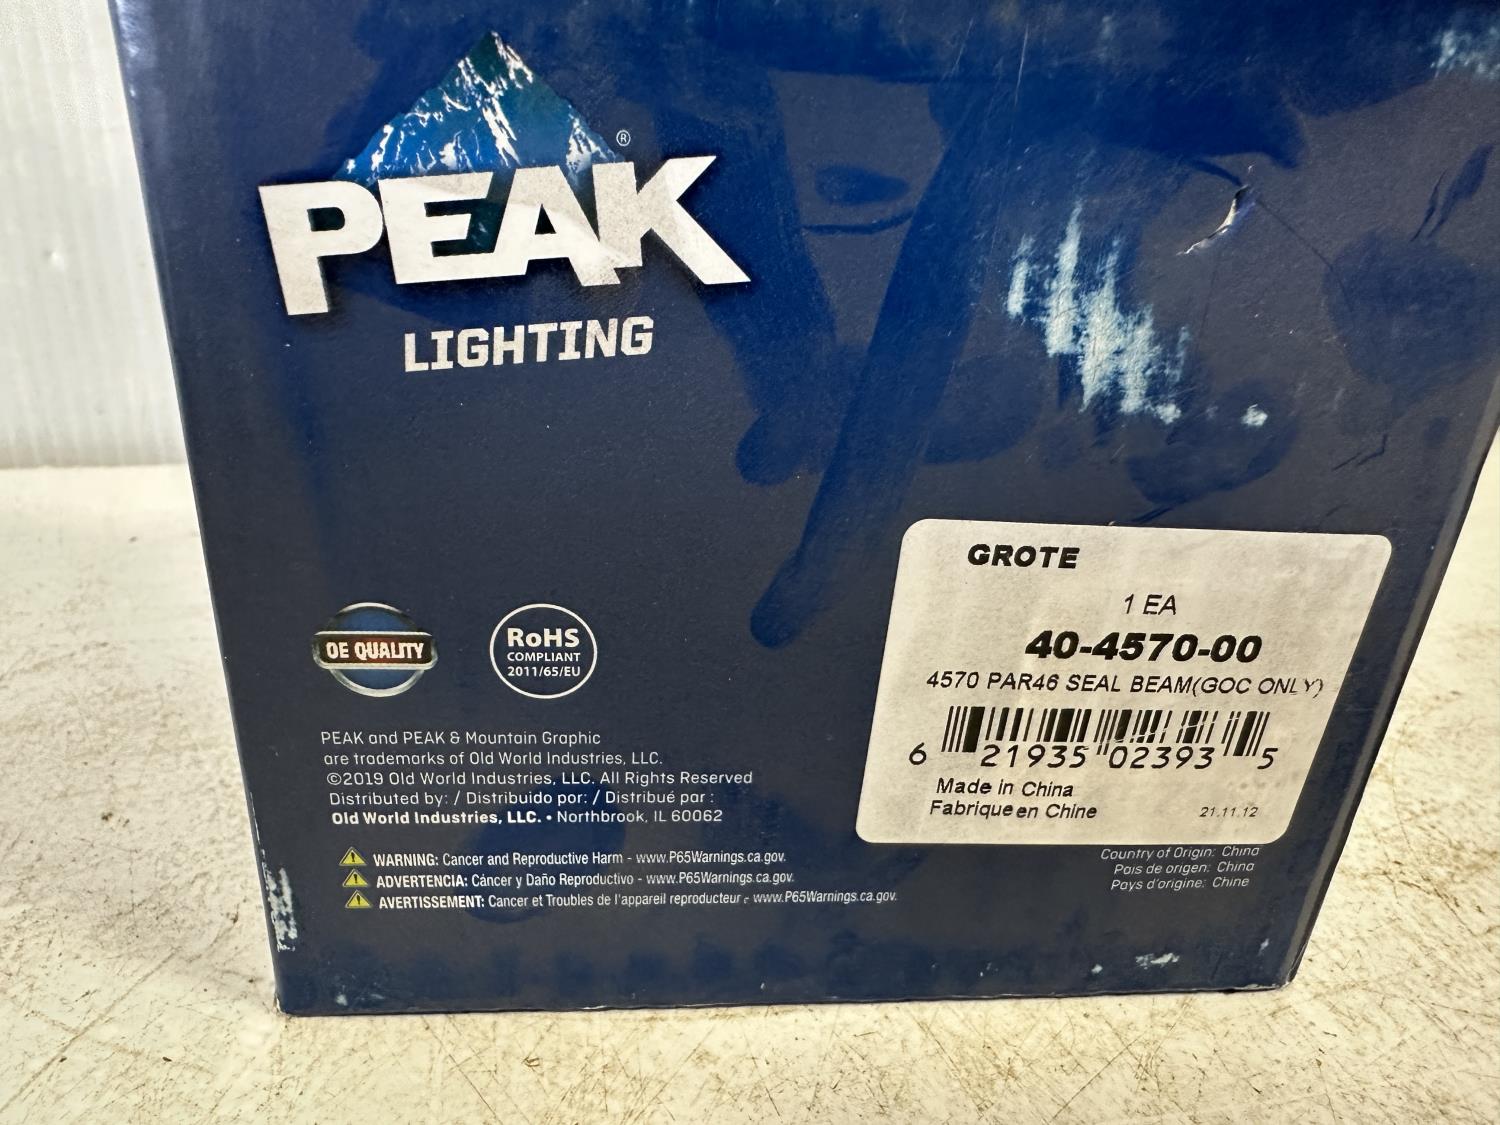 PEAK®
LIGHTING
GROTE
1 EA
40-4570-00
4570 PAR46 SEAL BEAM(GOC ONLY)
6 21935 02393 5
Made in China
Fabrique en Chine
21.11.12
OE QUALITY
RoHS
COMPLIANT
2011/65/EU
PEAK and PEAK & Mountain Graphic
are trademarks of Old World Industries, LLC.
©2019 Old World Industries, LLC. All Rights Reserved
Distributed by: / Distribuido por: / Distribué par :
Old World Industries, LLC. • Northbrook, IL 60062
WARNING: Cancer and Reproductive Harm - www.P65Warnings.ca.gov.
ADVERTENCIA: Cáncer y Daño Reproductivo - www.P65Warnings.ca.gov.
AVERTISSEMENT: Cancer et Troubles de l'appareil reproducteur - www.P65Warnings.ca.gov.
Country of Origin: China
País de origen: China
Pays d'origine: Chine